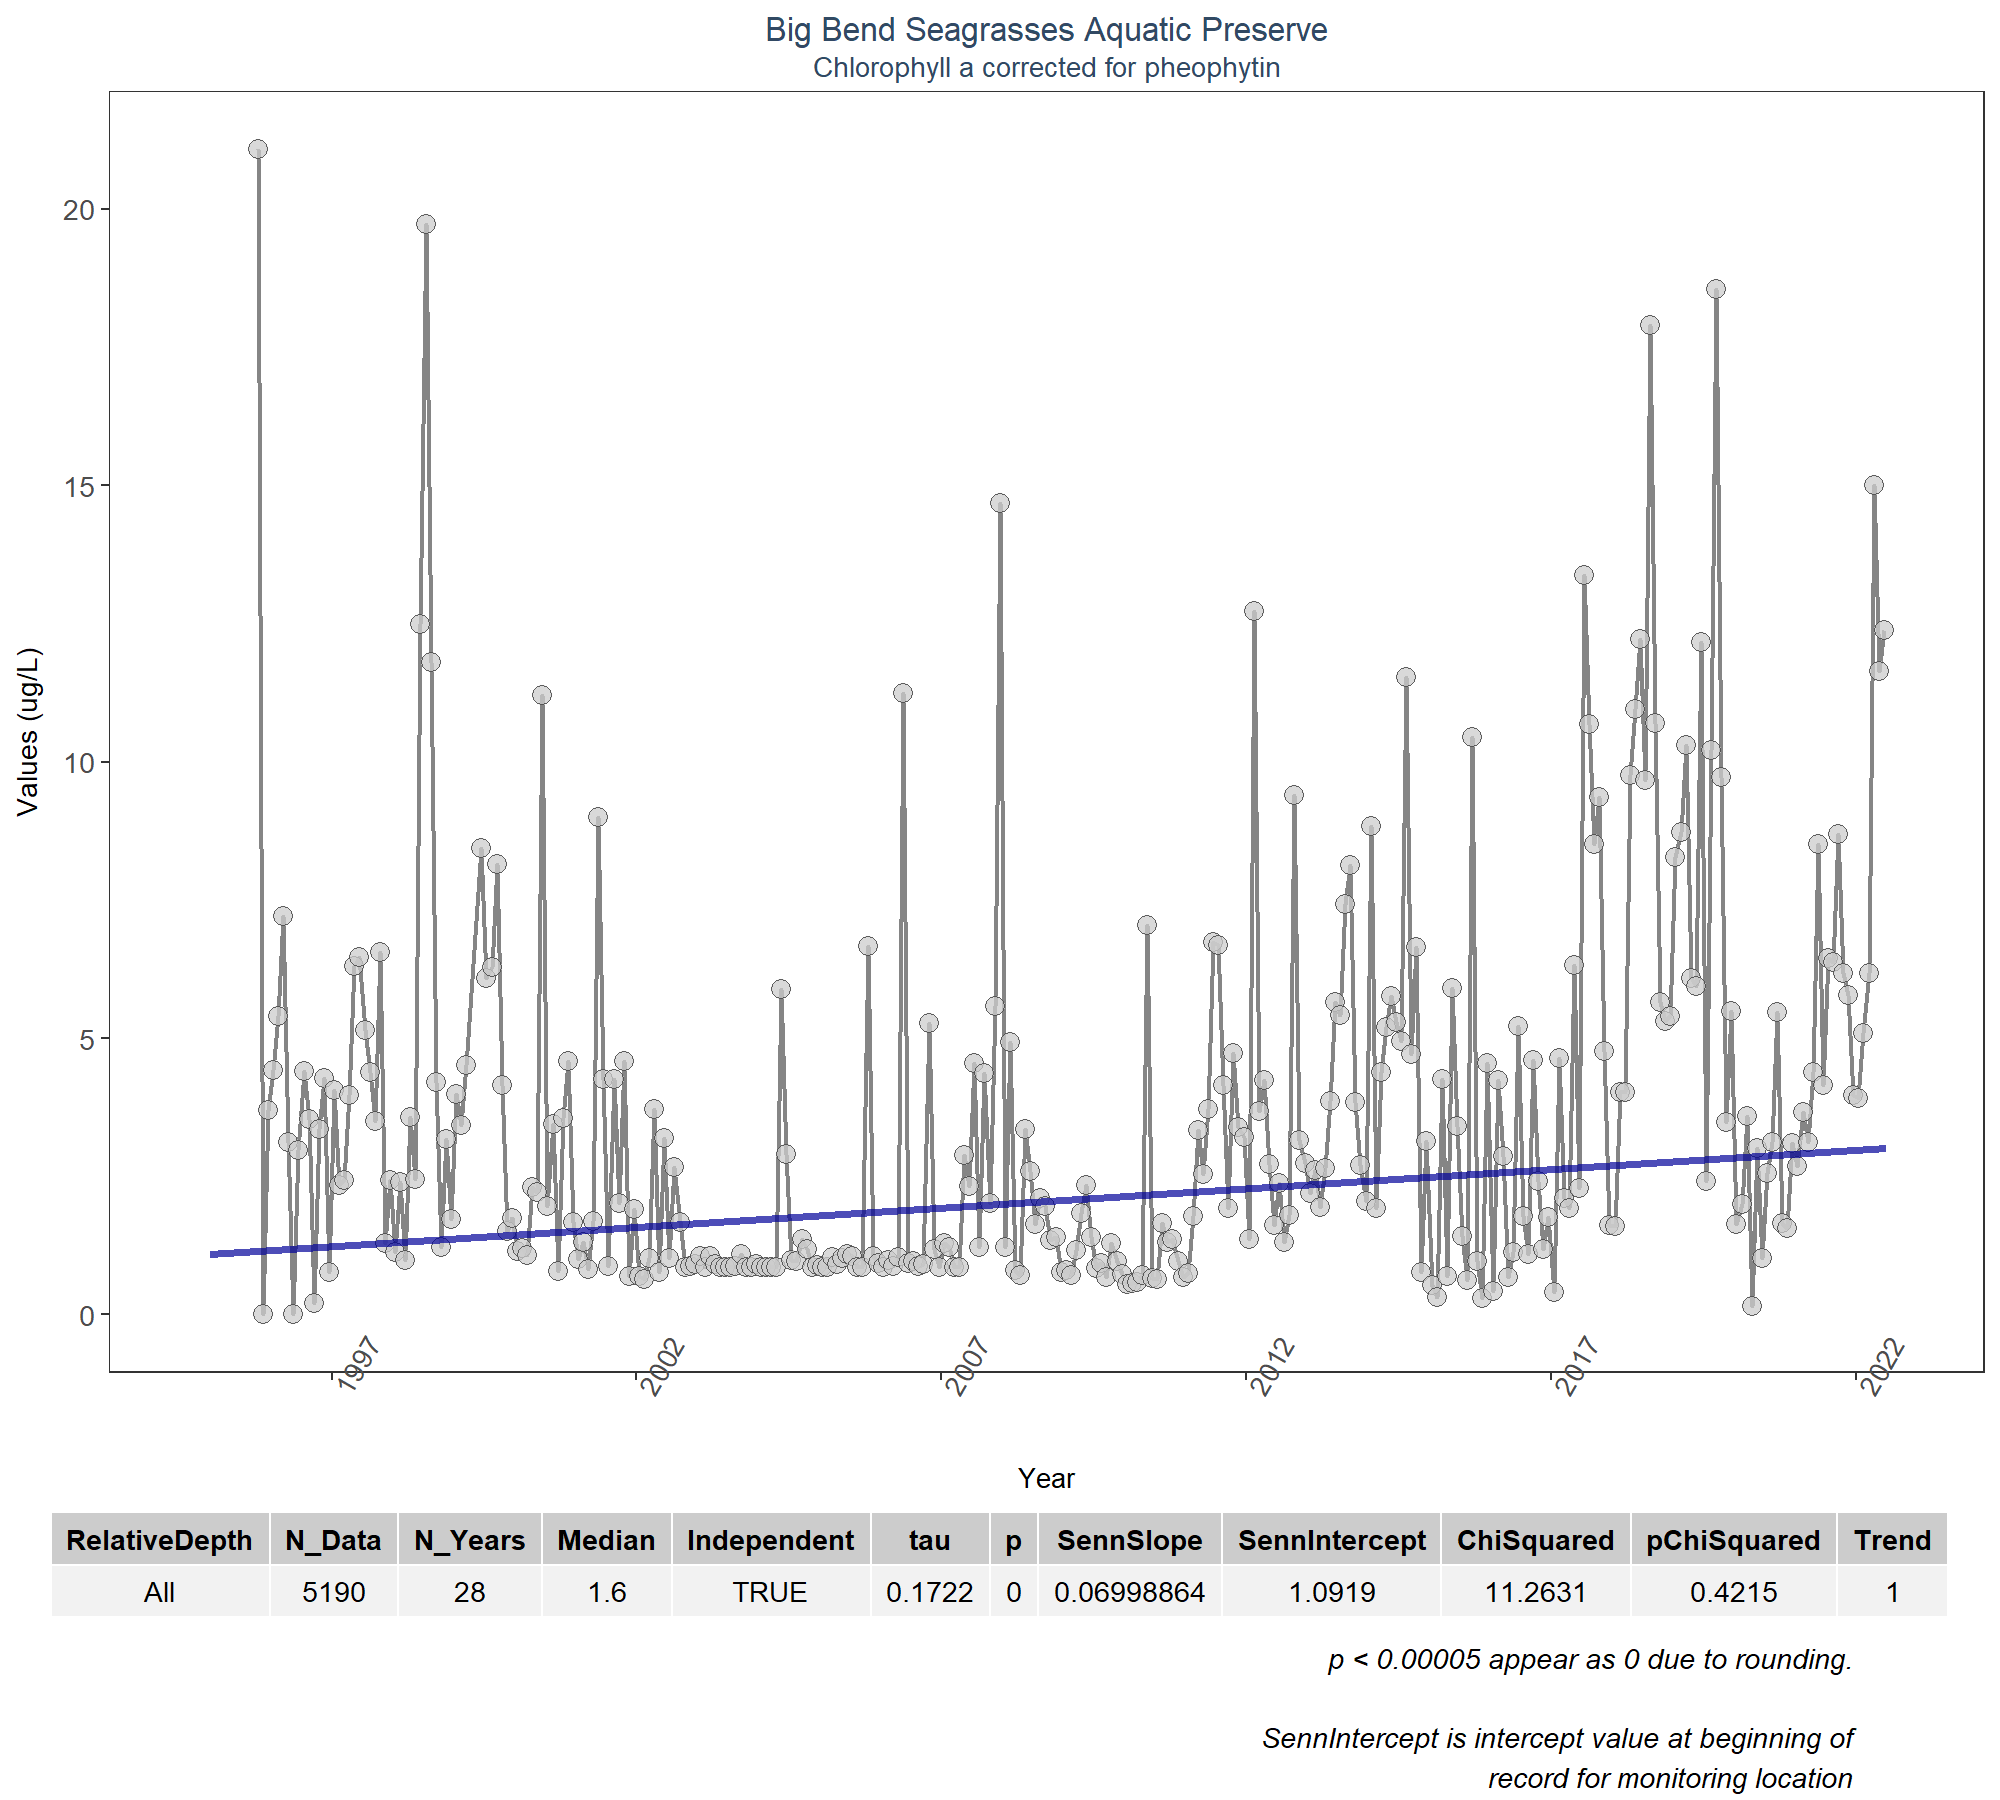 Big Bend Seagrasses Aquatic Preserve
Chlorophyll a corrected for pheophytin
20
15
10
5
0
Values (ug/L)
1997
2002
2007
2012
2017
2022
Year
RelativeDepth N_Data N_Years Median Independent tau p SennSlope SennIntercept ChiSquared pChiSquared Trend
All 5190 28 1.6 TRUE 0.1722 0 0.06998864 1.0919 11.2631 0.4215 1
p < 0.00005 appear as 0 due to rounding.
SennIntercept is intercept value at beginning of
record for monitoring location